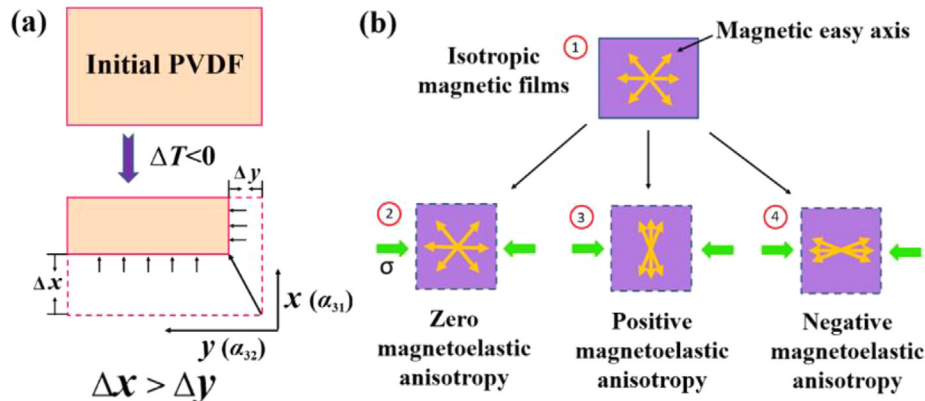 (a)
Initial PVDF
ΔT<0
Δy
Δx
x (α31)
y (α32)
Δx > Δy
(b)
1
Isotropic
magnetic films
Magnetic easy axis
2
σ
Zero
magnetoelastic
anisotropy
3
Positive
magnetoelastic
anisotropy
4
Negative
magnetoelastic
anisotropy